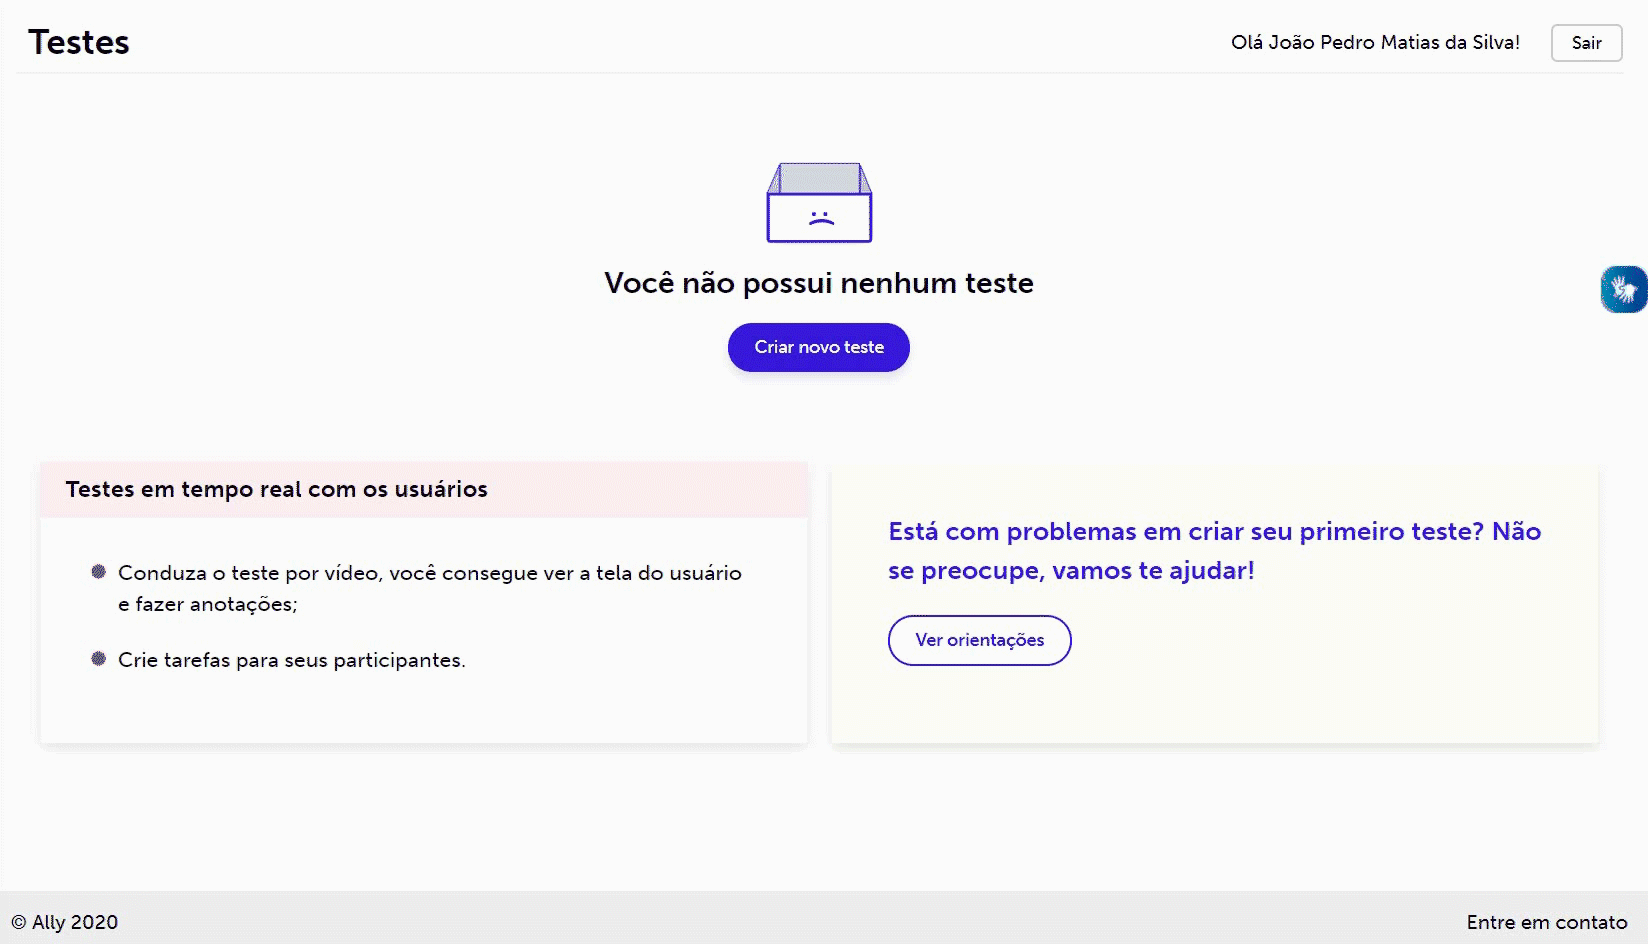 Testes
Olá João Pedro Matias da Silva!
Sair
Você não possui nenhum teste
Criar novo teste
Testes em tempo real com os usuários
Conduza o teste por vídeo, você consegue ver a tela do usuário
e fazer anotações;
Crie tarefas para seus participantes.
Está com problemas em criar seu primeiro teste? Não
se preocupe, vamos te ajudar!
Ver orientações
© Ally 2020
Entre em contato